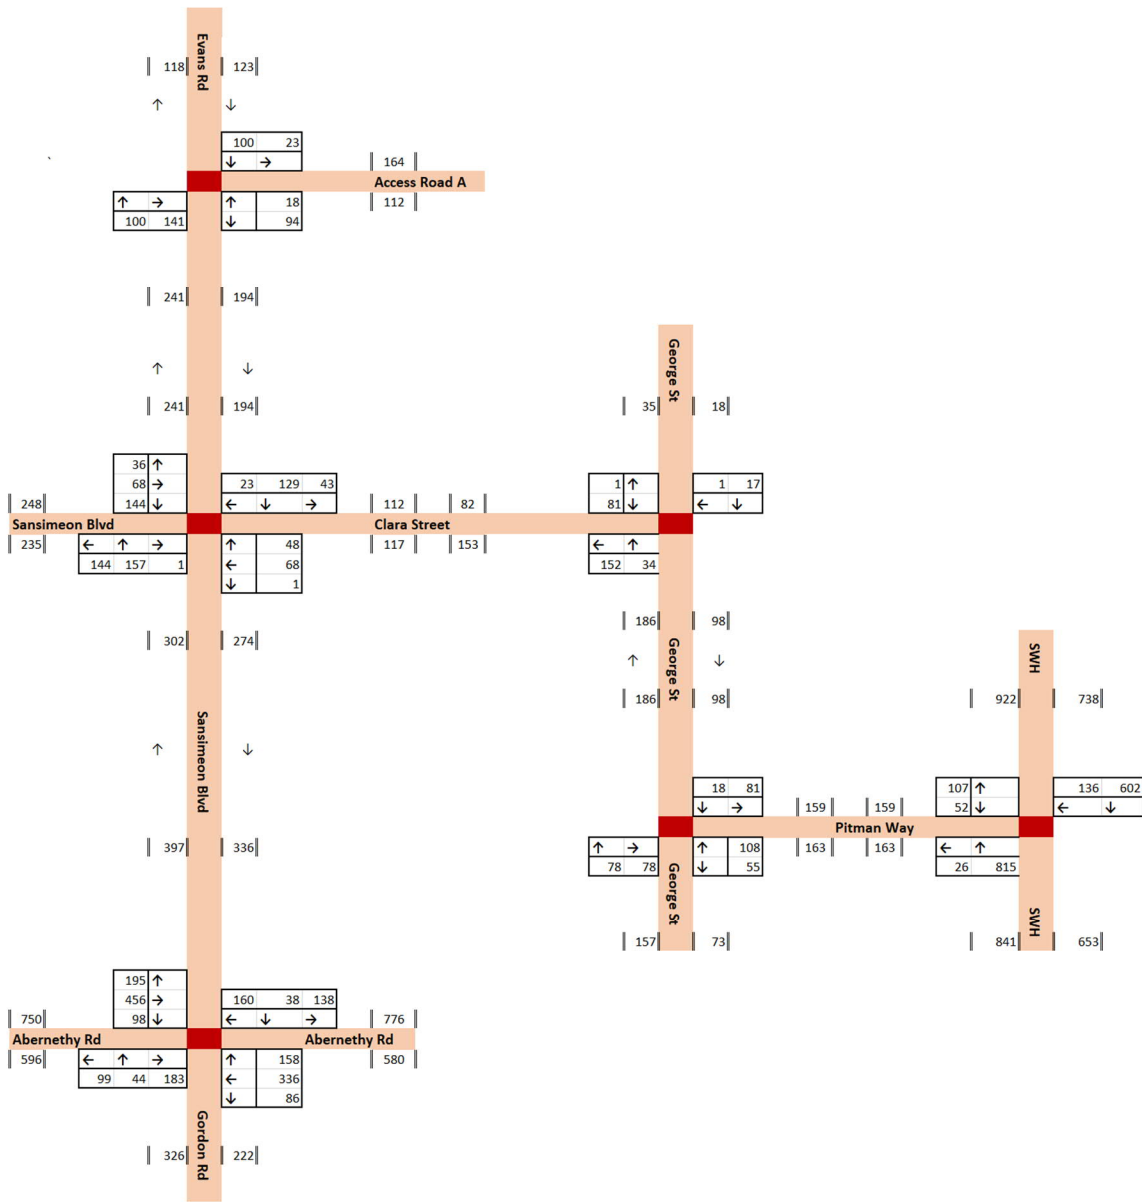 Evans Rd
118 123
↑ ↓
100 23
↓ →
164
Access Road A
↑ →
100 141
↑ 18
↓ 94
112
241 194
↑ ↓
241 194
George St
35 18
36 ↑
68 →
144 ↓
23 129 43
← ↓ →
1 ↑
81 ↓
1 17
← ↓
248
112 82
Sansimeon Blvd
Clara Street
235
117 153
← ↑ →
144 157 1
↑ 48
← 68
↓ 1
← ↑
152 34
302 274
186 98
George St
↑ ↓
186 98
SWH
922 738
Sansimeon Blvd
↑ ↓
18 81
↓ →
107 ↑
52 ↓
136 602
← ↓
159 159
Pitman Way
397 336
163 163
↑ →
78 78
↑ 108
↓ 55
← ↑
26 815
George St
SWH
157 73
841 653
195 ↑
456 →
98 ↓
160 38 138
← ↓ →
750
776
Abernethy Rd
Abernethy Rd
596
580
← ↑ →
99 44 183
↑ 158
← 336
↓ 86
Gordon Rd
326 222